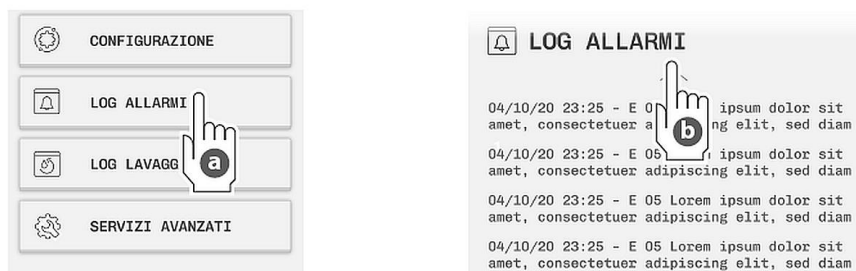 CONFIGURAZIONE
LOG ALLARMI
LOG LAVAGG
a
SERVIZI AVANZATI
LOG ALLARMI
b
04/10/20 23:25 - E 0 ipsum dolor sit
amet, consectetuer a ng elit, sed diam
04/10/20 23:25 - E 05 ipsum dolor sit
amet, consectetuer adipiscing elit, sed diam
04/10/20 23:25 - E 05 Lorem ipsum dolor sit
amet, consectetuer adipiscing elit, sed diam
04/10/20 23:25 - E 05 Lorem ipsum dolor sit
amet, consectetuer adipiscing elit, sed diam